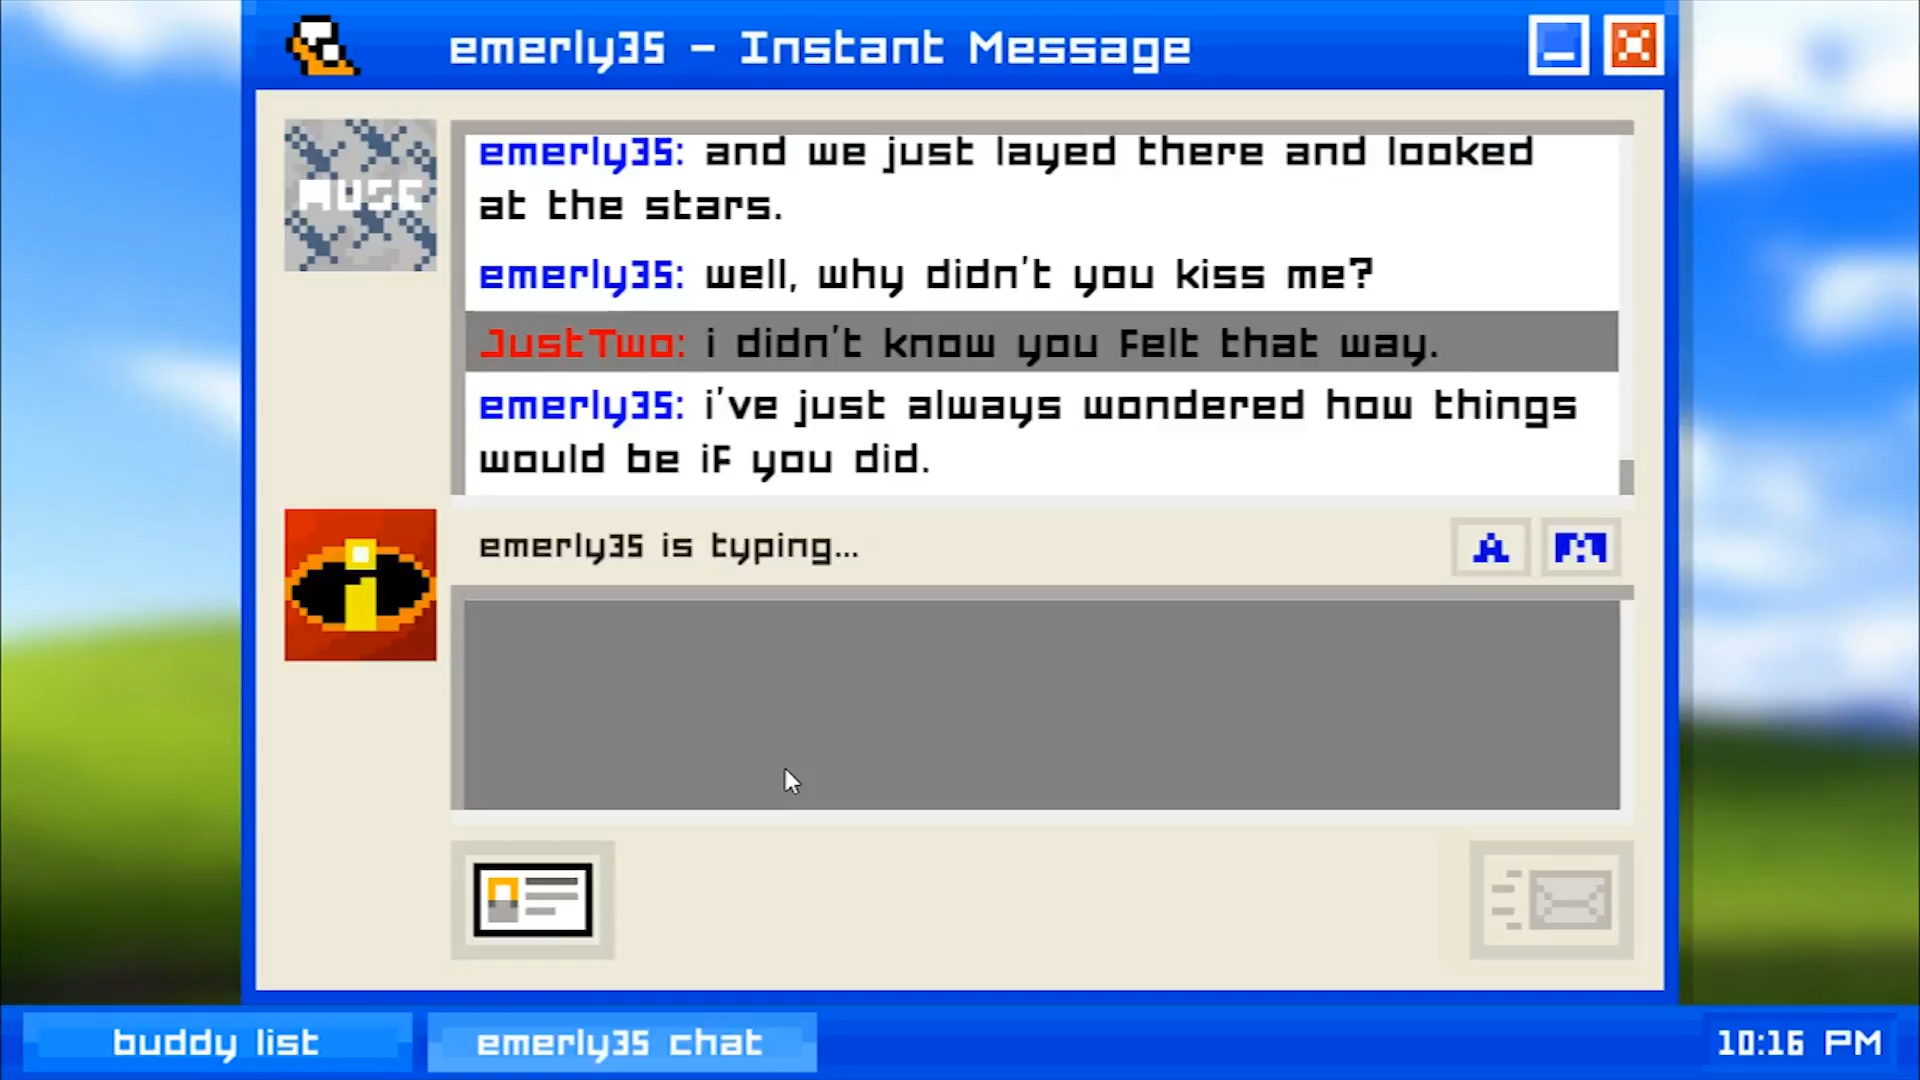 emerly35 - Instant Message
MUSE
emerly35: and we just layed there and looked
at the stars.
emerly35: well, why didn't you kiss me?
JustTwo: i didn't know you felt that way.
emerly35: i've just always wondered how things
would be if you did.
i
emerly35 is typing...
A
buddy list
emerly35 chat
10:16 PM